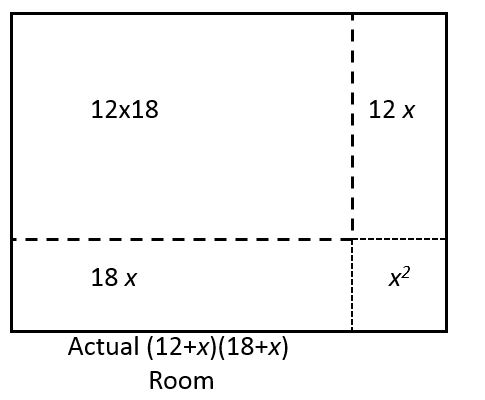 12x18
12 x
18 x
x²
Actual (12+x)(18+x)
Room